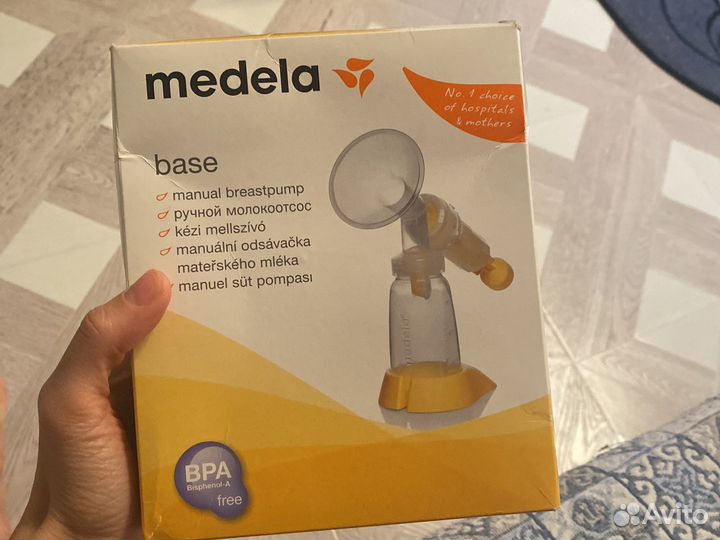 medela
No. 1 choice
of hospitals
& mothers
base
manual breastpump
ручной молокоотсос
kézi mellszívó
manuální odsávačka
mateřského mléka
manuel süt pompası
medela
BPA
Bisphenol-A
free
Avito